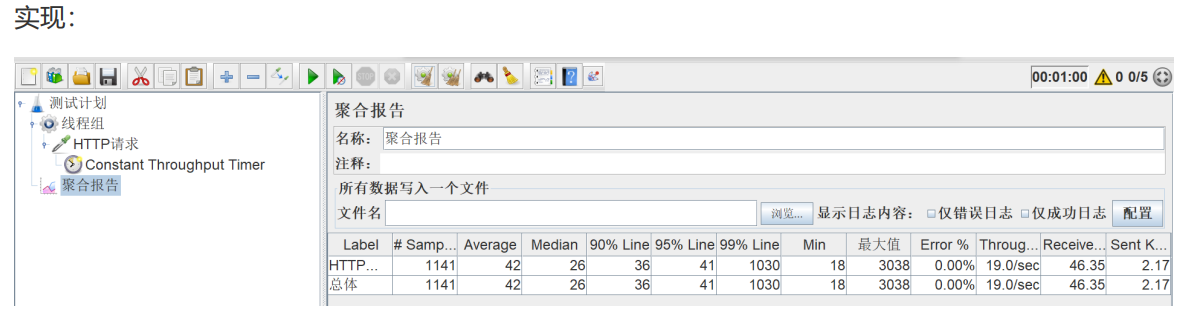 实现：
00:01:00 0 0/5
测试计划
线程组
HTTP请求
Constant Throughput Timer
聚合报告
聚合报告
名称： 聚合报告
注释：
所有数据写入一个文件
文件名 浏览... 显示日志内容： 仅错误日志 仅成功日志 配置
Label # Samp... Average Median 90% Line 95% Line 99% Line Min 最大值 Error % Throug... Receive... Sent K...
HTTP... 1141 42 26 36 41 1030 18 3038 0.00% 19.0/sec 46.35 2.17
总体 1141 42 26 36 41 1030 18 3038 0.00% 19.0/sec 46.35 2.17